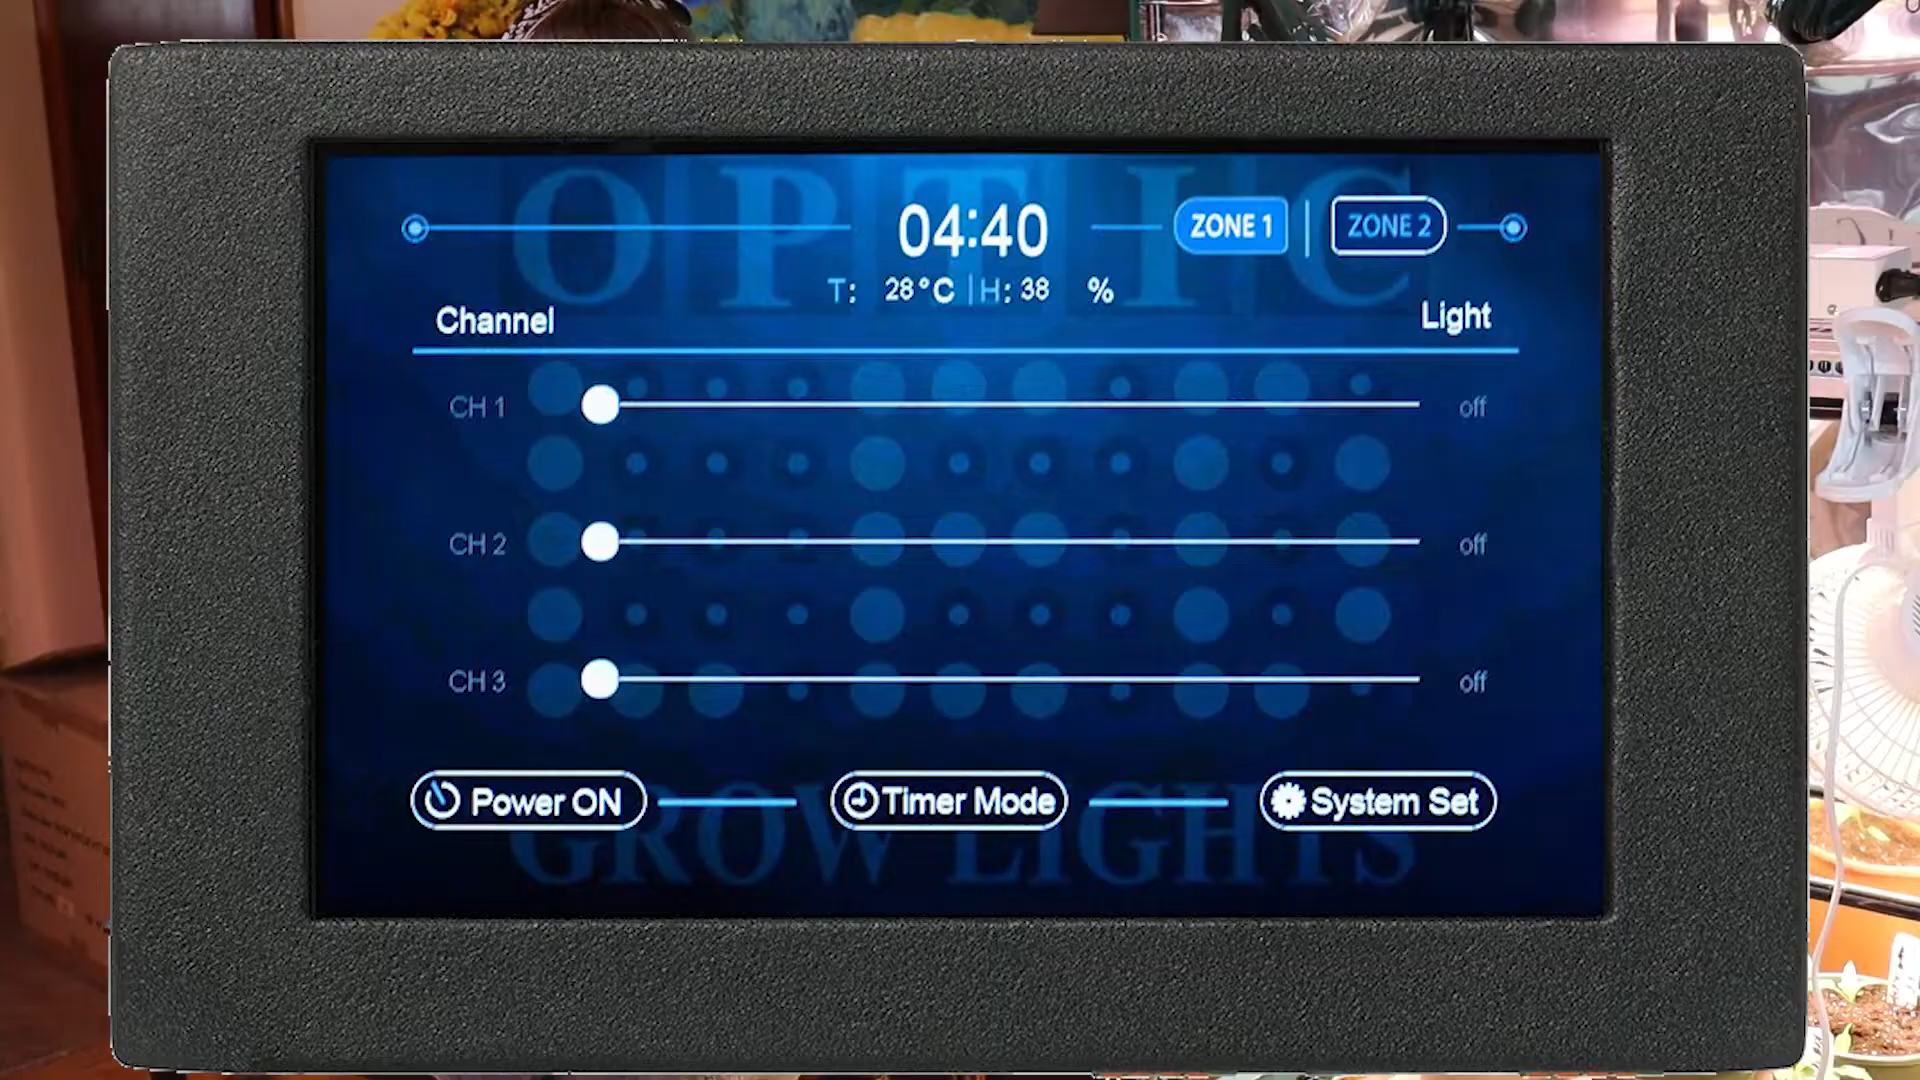 OPTIC
04:40
ZONE 1 | ZONE 2
T: 28°C | H: 38 %
Channel Light
CH 1 off
CH 2 off
CH 3 off
Power ON Timer Mode System Set
GROW LIGHTS